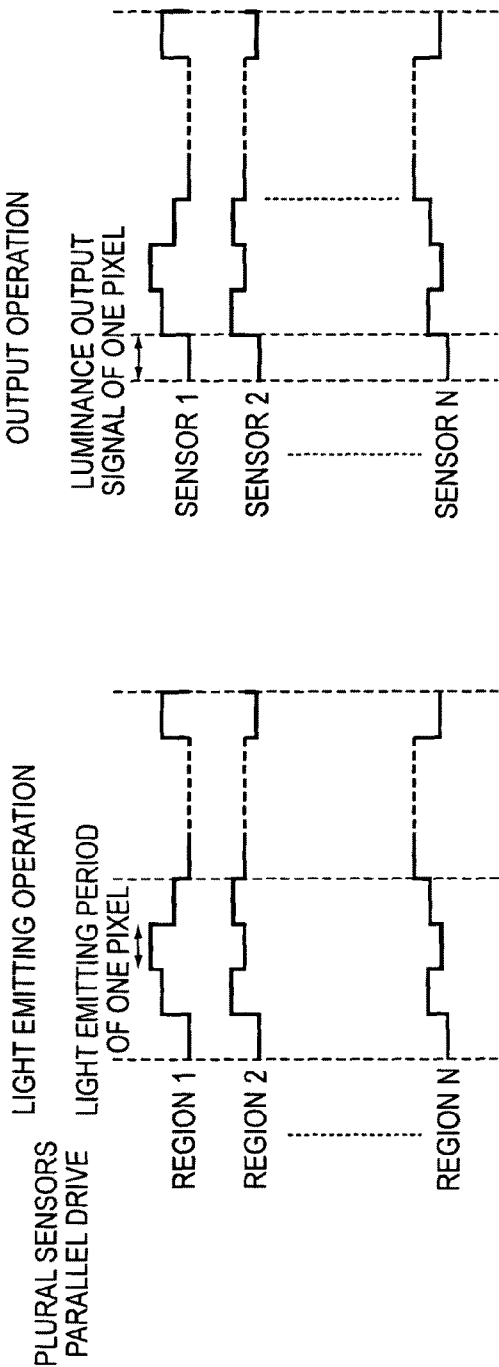 PLURAL SENSORS
PARALLEL DRIVE
LIGHT EMITTING OPERATION
LIGHT EMITTING PERIOD
OF ONE PIXEL
REGION 1
REGION 2
REGION N
OUTPUT OPERATION
LUMINANCE OUTPUT
SIGNAL OF ONE PIXEL
SENSOR 1
SENSOR 2
SENSOR N